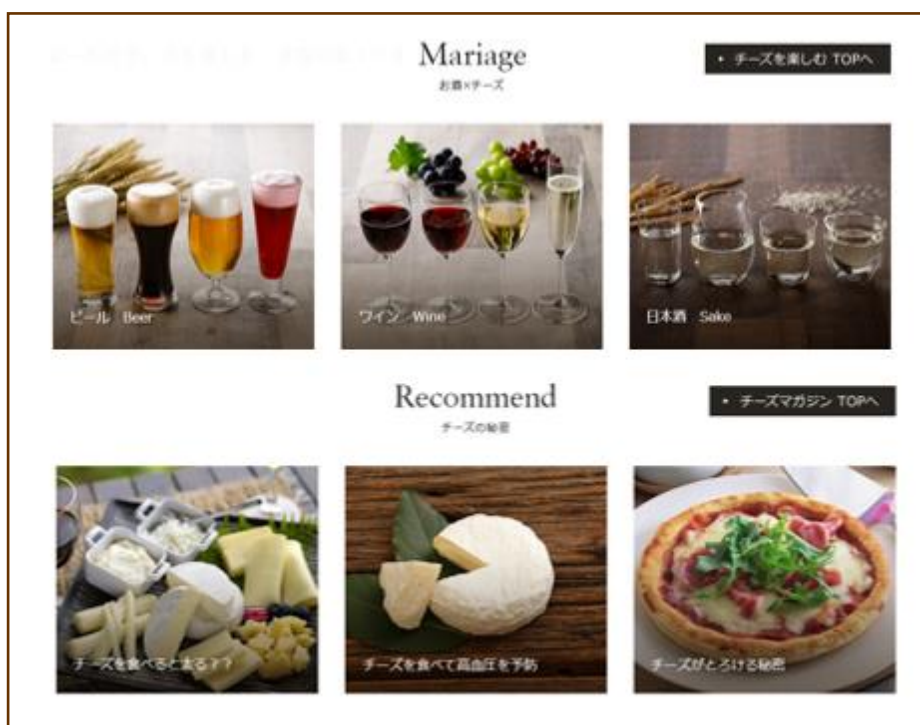 Mariage
お酒×チーズ
チーズを楽しむ TOPへ
ビール Beer
ワイン Wine
日本酒 Sake
Recommend
チーズの秘密
チーズマガジン TOPへ
チーズを食べると太る??
チーズを食べて高血圧を予防
チーズがとろける秘密